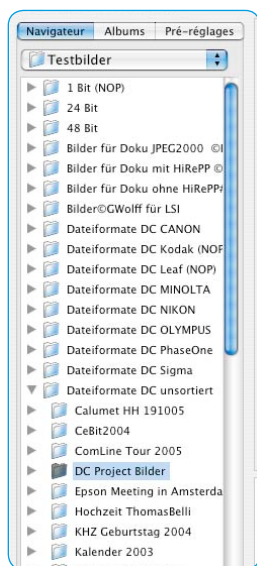 Navigateur Albums Pré-réglages
Testbilder
1 Bit (NOP)
24 Bit
48 Bit
Bilder für Doku JPEG2000 ©
Bilder für Doku mit HiRePP ©
Bilder für Doku ohne HiRePP
Bilder©GWolff für LSI
Dateiformate DC CANON
Dateiformate DC Kodak (NOP
Dateiformate DC Leaf (NOP)
Dateiformate DC MINOLTA
Dateiformate DC NIKON
Dateiformate DC OLYMPUS
Dateiformate DC PhaseOne
Dateiformate DC Sigma
Dateiformate DC unsortiert
Calumet HH 191005
CeBit2004
ComLine Tour 2005
DC Project Bilder
Epson Meeting in Amsterda
Hochzeit ThomasBelli
KHZ Geburtstag 2004
Kalender 2003